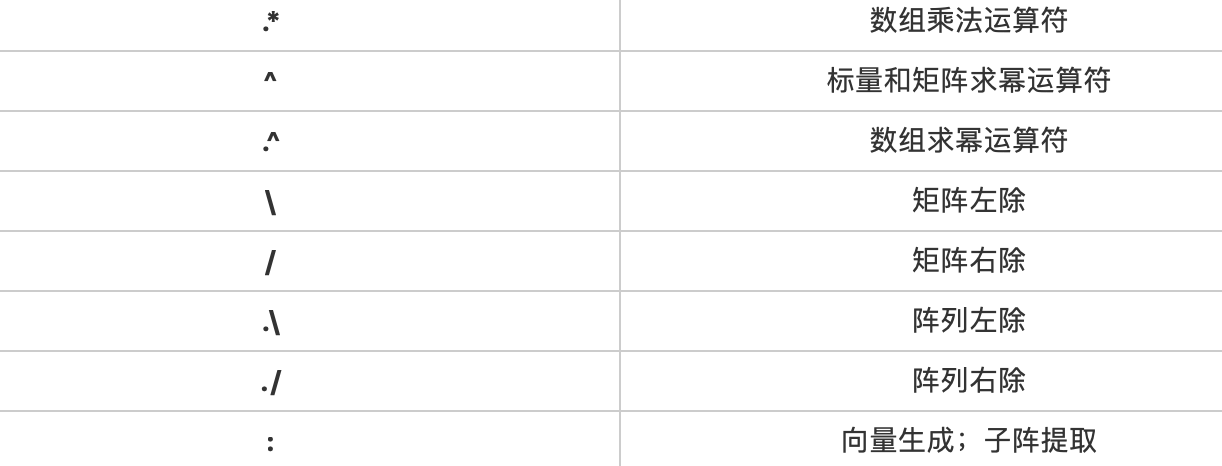 .* 数组乘法运算符
^ 标量和矩阵求幂运算符
.^ 数组求幂运算符
\ 矩阵左除
/ 矩阵右除
.\ 阵列左除
./ 阵列右除
: 向量生成；子阵提取